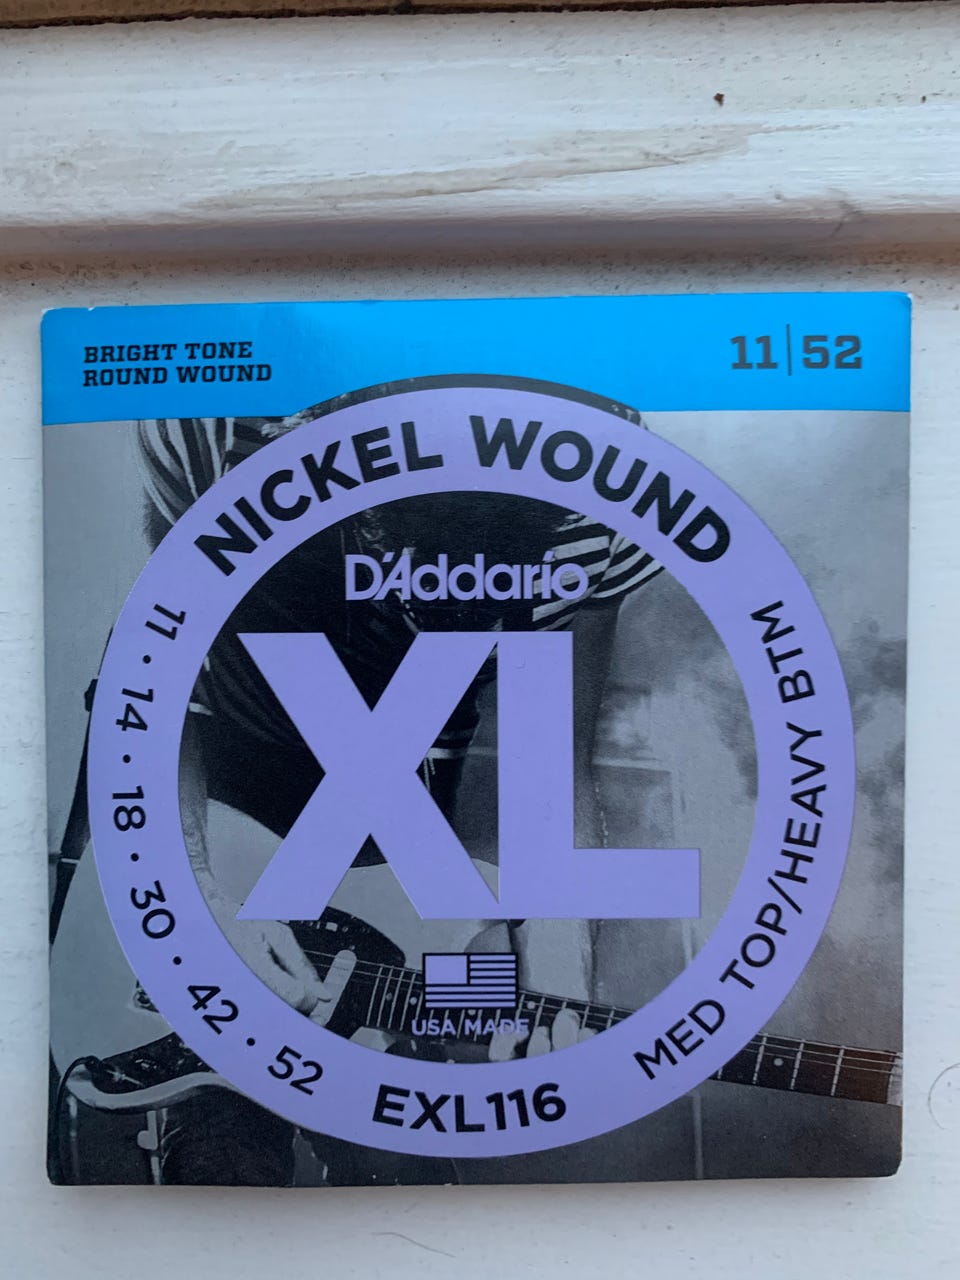 BRIGHT TONE
ROUND WOUND
11|52
NICKEL WOUND
D'Addario
XL
USA MADE
11 • 14 • 18 • 30 • 42 • 52
EXL116
MED TOP/HEAVY BTM